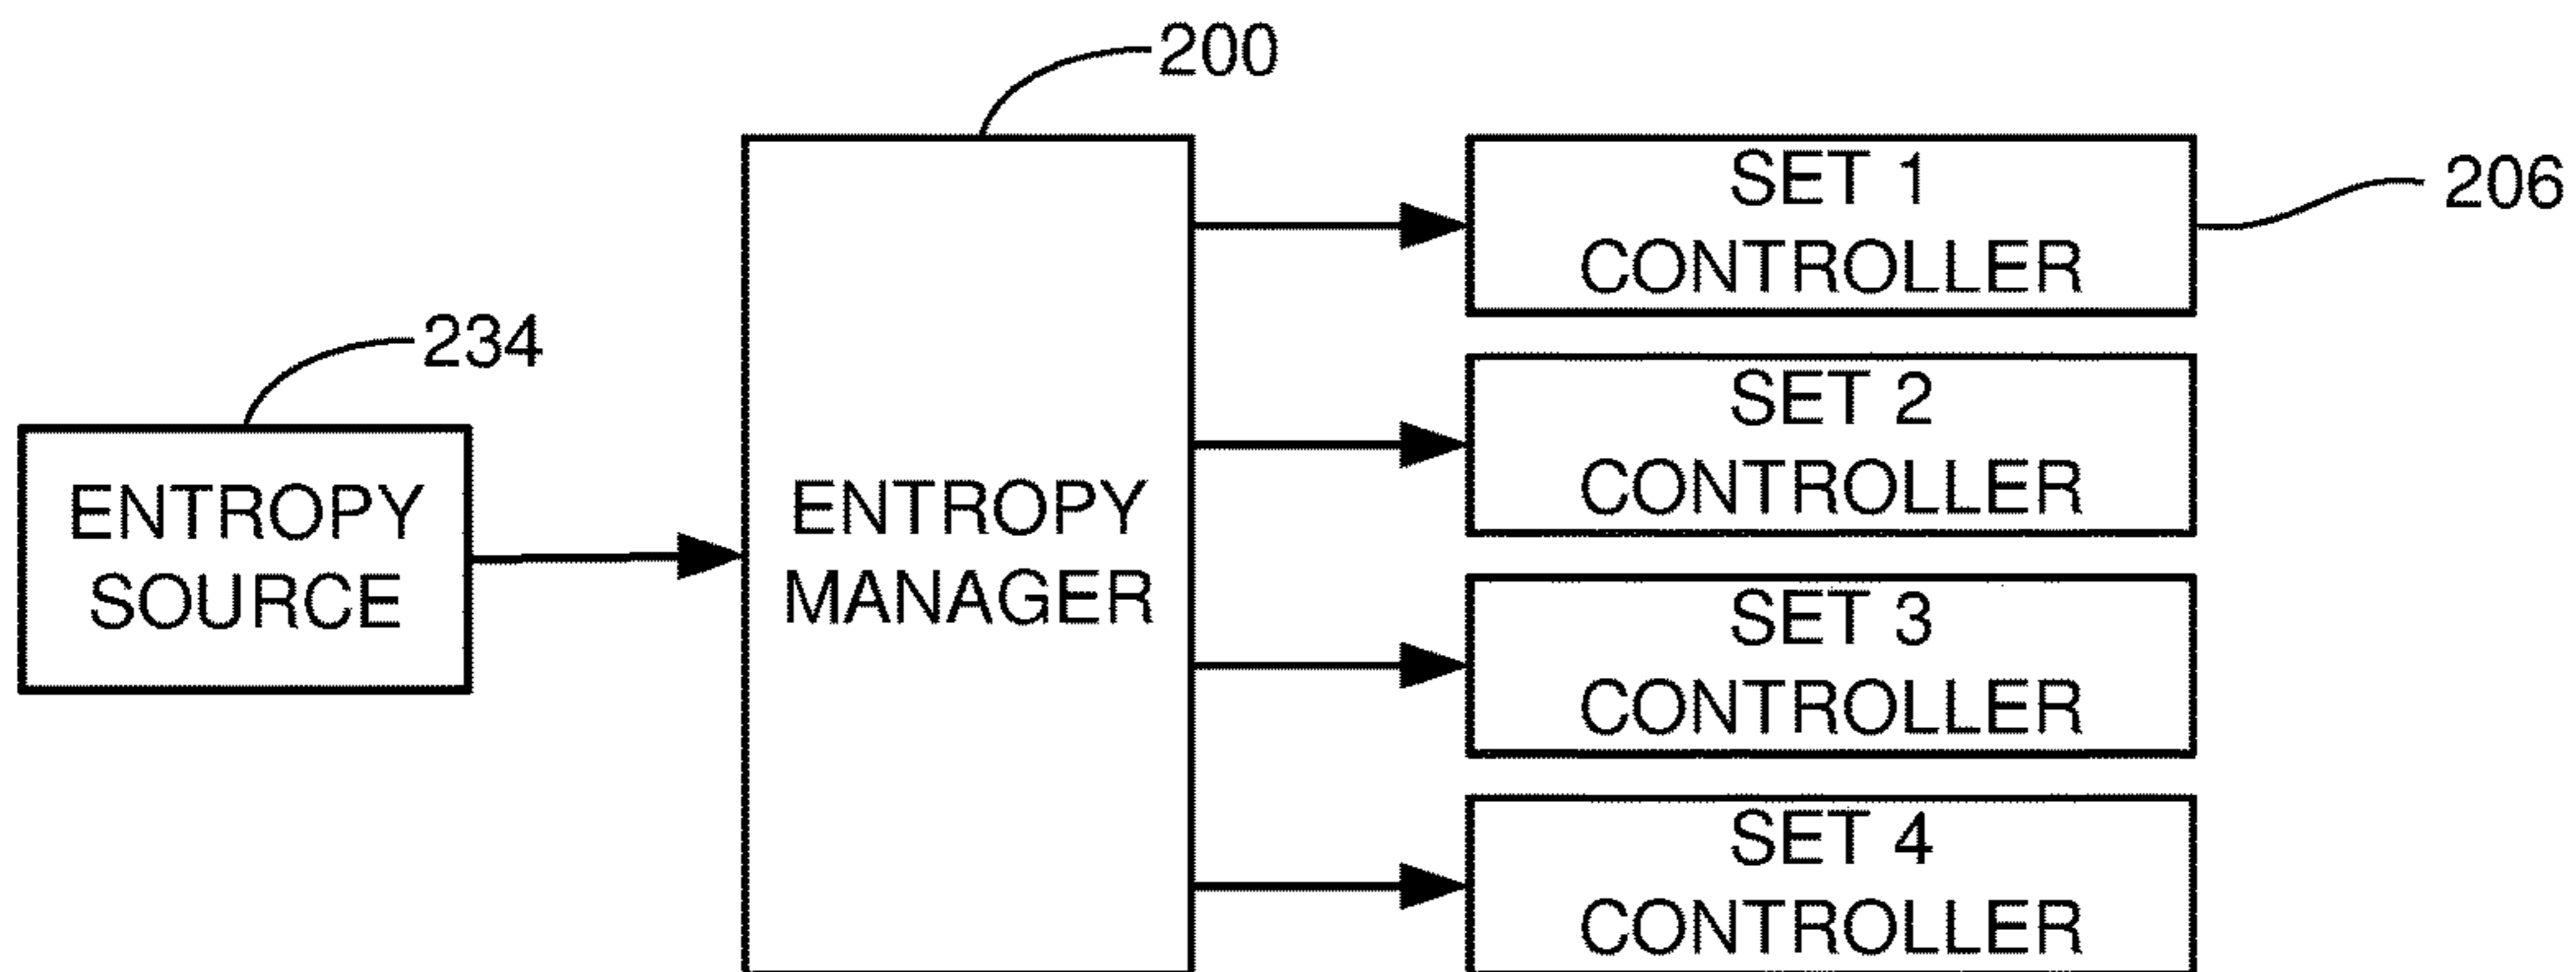 200
SET 1
CONTROLLER
206
234
SET 2
CONTROLLER
ENTROPY
SOURCE
ENTROPY
MANAGER
SET 3
CONTROLLER
SET 4
CONTROLLER